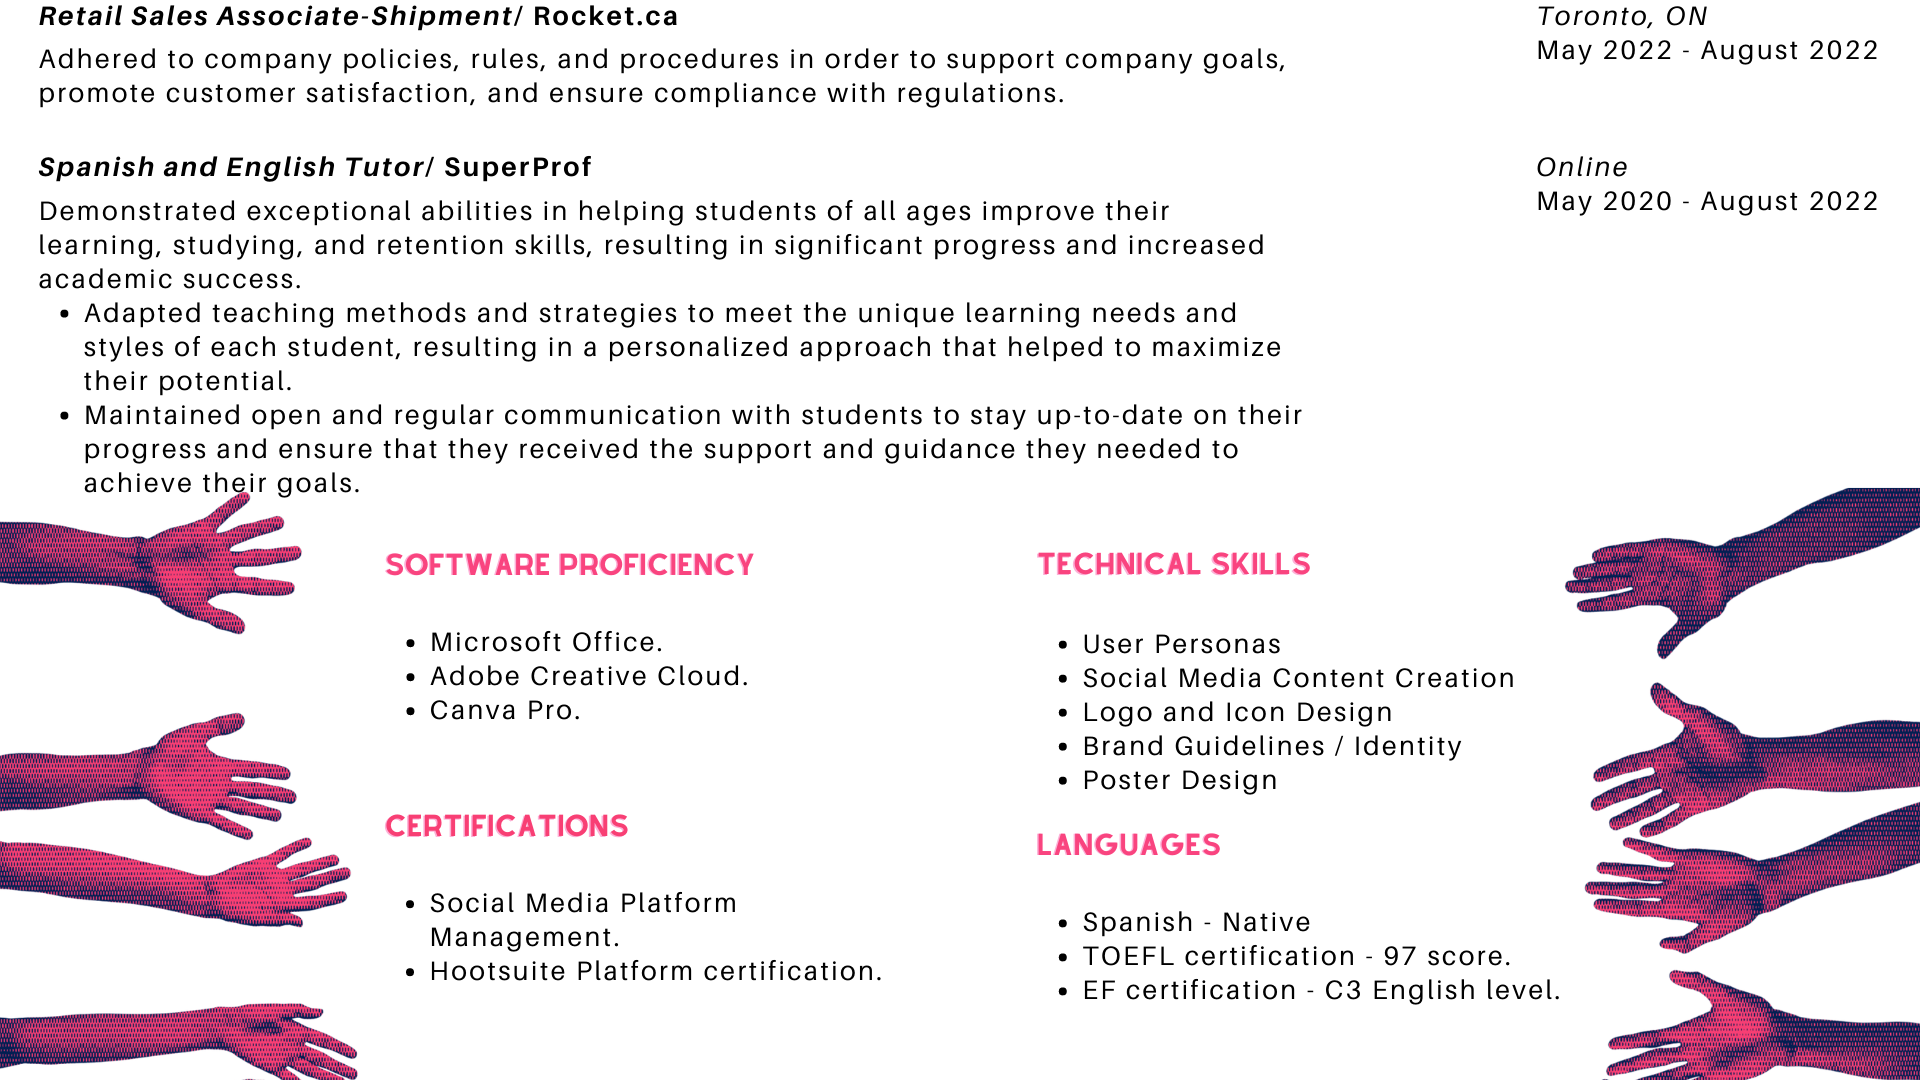 Retail Sales Associate-Shipment/ Rocket.ca
Toronto, ON
May 2022 - August 2022
Adhered to company policies, rules, and procedures in order to support company goals,
promote customer satisfaction, and ensure compliance with regulations.
Spanish and English Tutor/ SuperProf
Online
May 2020 - August 2022
Demonstrated exceptional abilities in helping students of all ages improve their
learning, studying, and retention skills, resulting in significant progress and increased
academic success.
• Adapted teaching methods and strategies to meet the unique learning needs and
styles of each student, resulting in a personalized approach that helped to maximize
their potential.
• Maintained open and regular communication with students to stay up-to-date on their
progress and ensure that they received the support and guidance they needed to
achieve their goals.
SOFTWARE PROFICIENCY
• Microsoft Office.
• Adobe Creative Cloud.
• Canva Pro.
CERTIFICATIONS
• Social Media Platform
Management.
• Hootsuite Platform certification.
TECHNICAL SKILLS
• User Personas
• Social Media Content Creation
• Logo and Icon Design
• Brand Guidelines / Identity
• Poster Design
LANGUAGES
• Spanish - Native
• TOEFL certification - 97 score.
• EF certification - C3 English level.